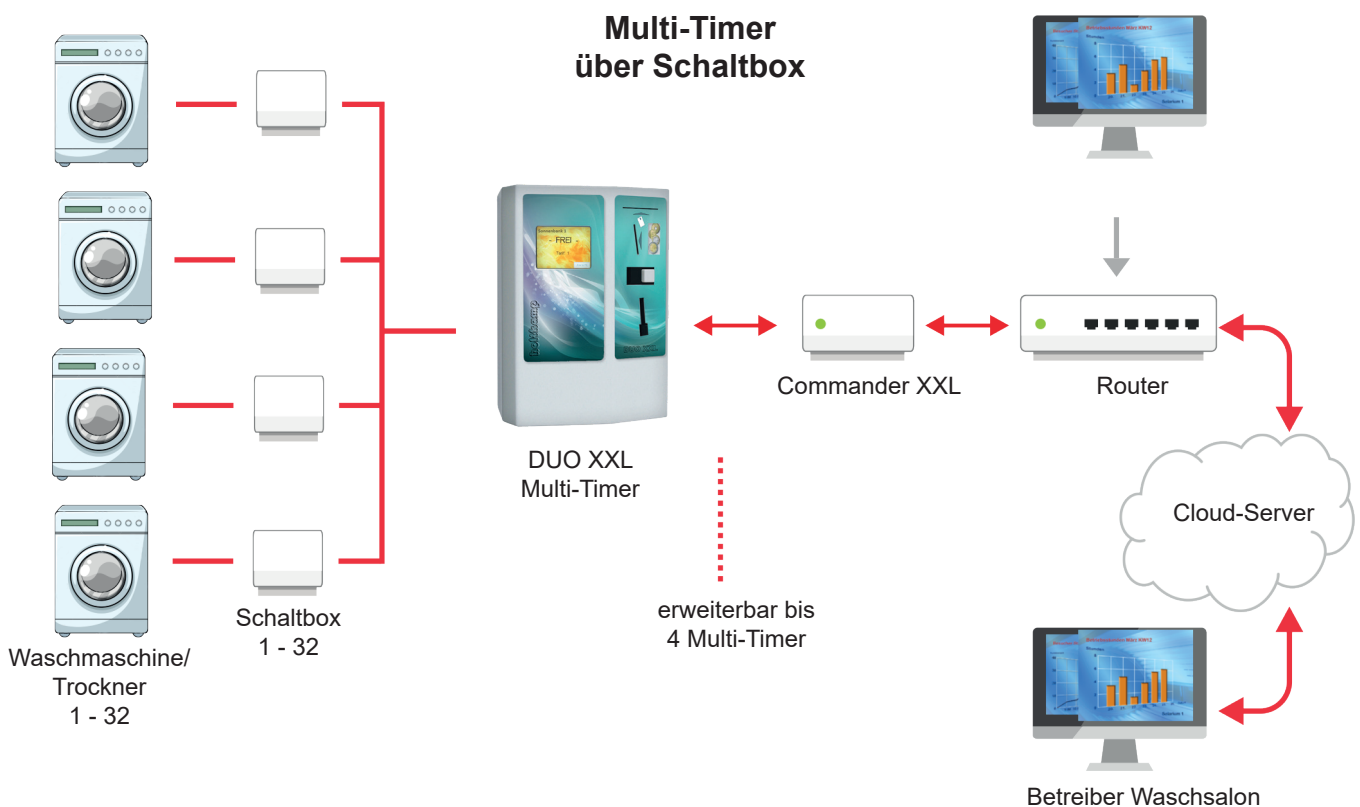 Multi-Timer
über Schaltbox
- FREI -
DUO XXL
Multi-Timer
Commander XXL
Router
Cloud-Server
erweiterbar bis
4 Multi-Timer
Schaltbox
1 - 32
Waschmaschine/
Trockner
1 - 32
Betreiber Waschsalon